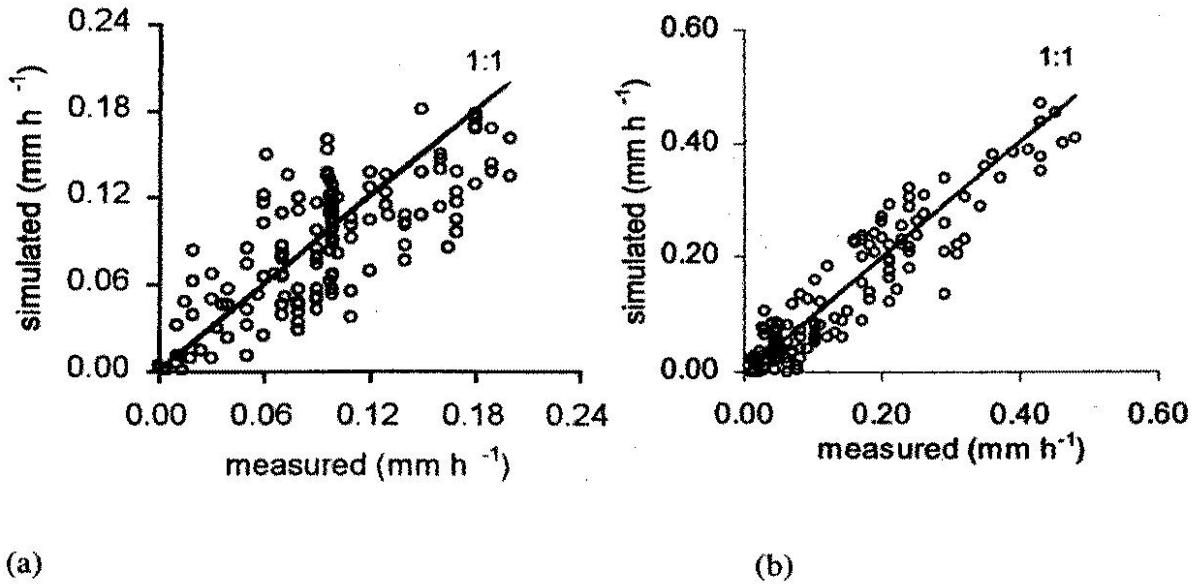 0.24
0.18
0.12
0.06
0.00
simulated (mm h -1)
1:1
0.00 0.06 0.12 0.18 0.24
measured (mm h -1)
0.60
0.40
0.20
0.00
simulated (mm h -1)
1:1
0.00 0.20 0.40 0.60
measured (mm h-1)
(a)
(b)